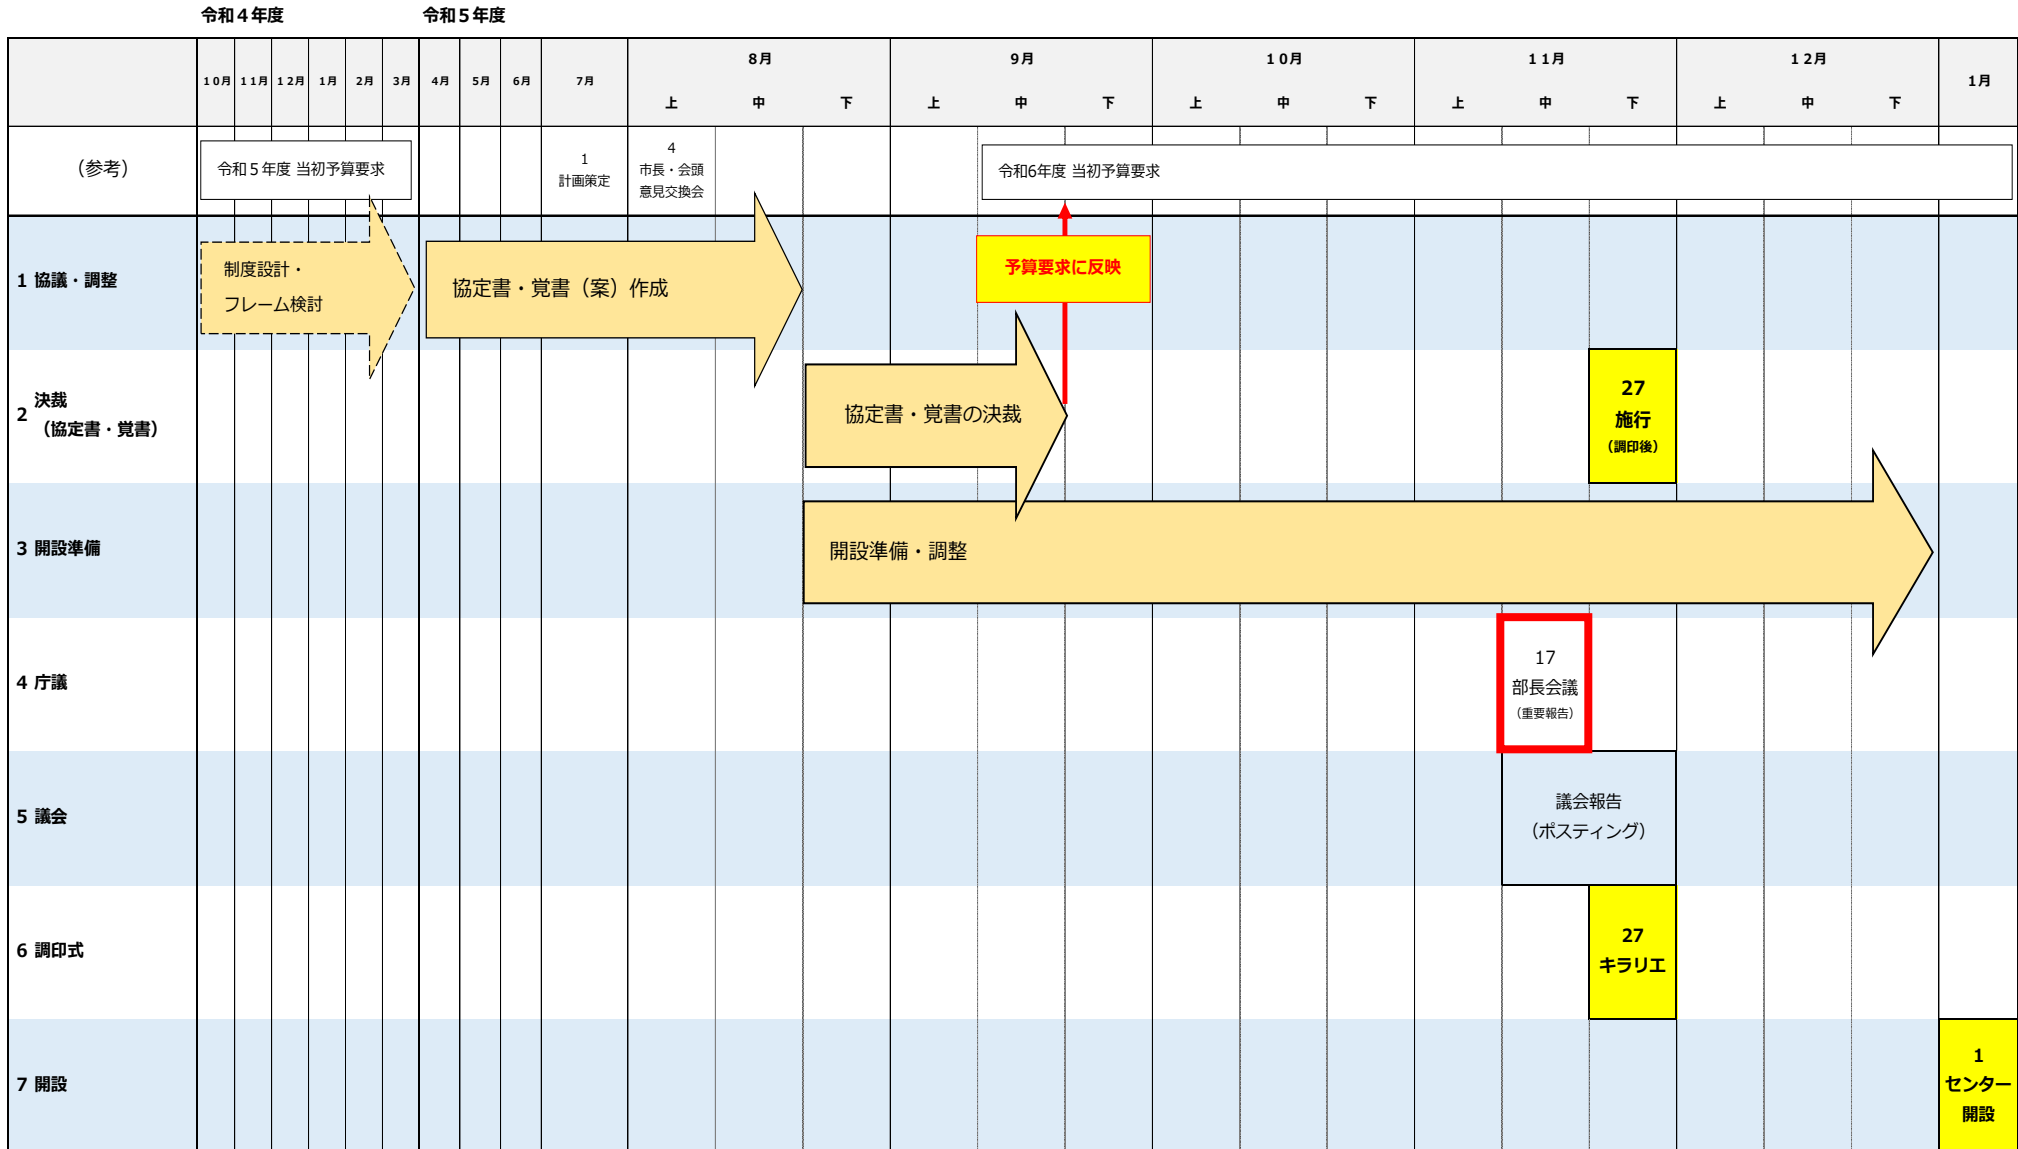 令和４年度 令和５年度
8月 9月 １０月 １１月 １２月
１０月 １１月 １２月 1月 2月 3月 4月 5月 6月 7月 1月
上 中 下 上 中 下 上 中 下 上 中 下 上 中 下
（参考）
令和５年度 当初予算要求
1
計画策定
4
市長・会頭
意見交換会
令和6年度 当初予算要求
1 協議・調整
制度設計・
フレーム検討
協定書・覚書（案）作成
予算要求に反映
2 決裁
（協定書・覚書）
協定書・覚書の決裁
27
施行
（調印後）
3 開設準備
開設準備・調整
4 庁議
17
部長会議
（重要報告）
5 議会
議会報告
（ポスティング）
6 調印式
27
キラリエ
7 開設
1
センター
開設